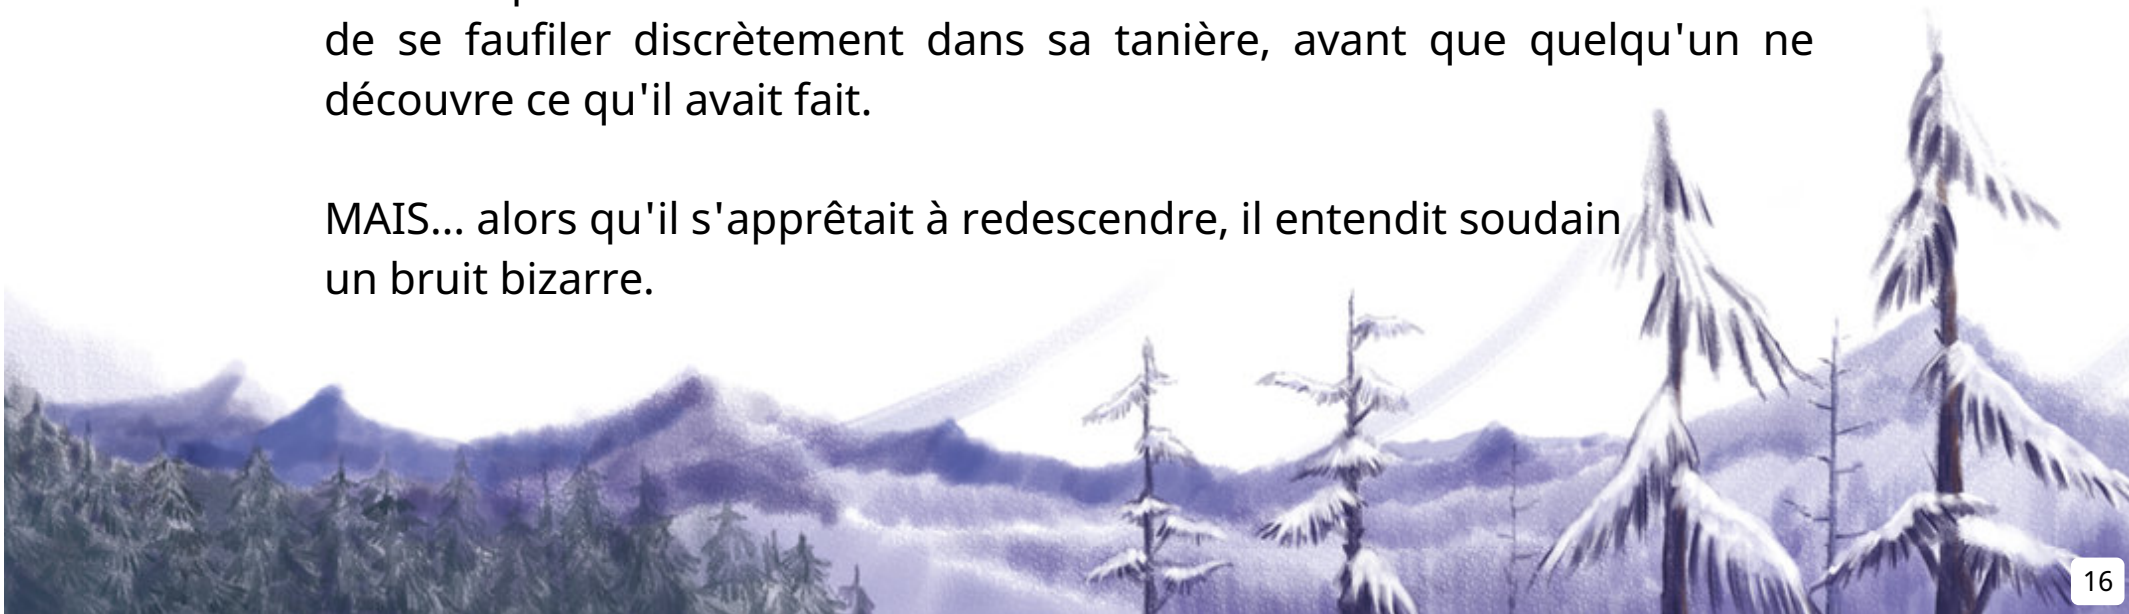 de se faufiler discrètement dans sa tanière, avant que quelqu'un ne
découvre ce qu'il avait fait.
MAIS... alors qu'il s'apprêtait à redescendre, il entendit soudain
un bruit bizarre.
16